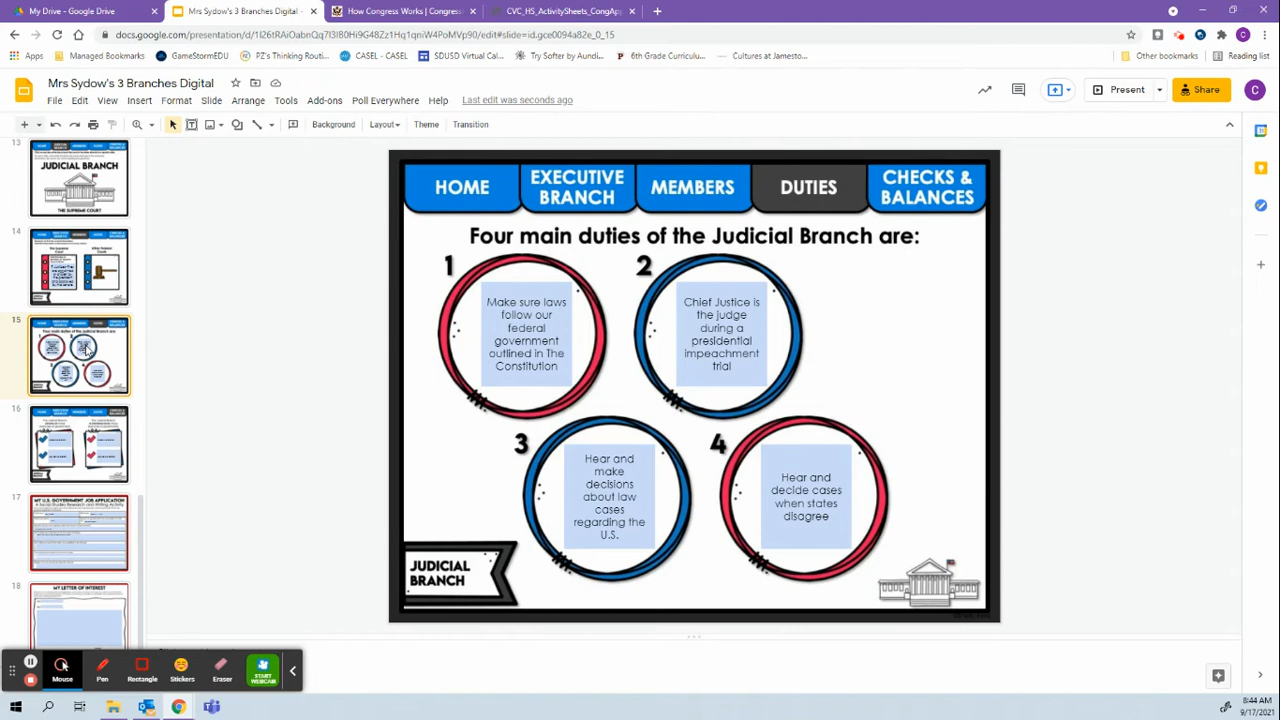 My Drive - Google Drive
Mrs Sydow's 3 Branches Digital
How Congress Works | Congress
CVC_HS_ActivitySheets_CongApp
docs.google.com/presentation/d/1I26tRAiOabnQq7I3I80Hi9G48Zz1Hq1qniW4PoMVp90/edit#slide=id.gce0094a82e_0_15
Apps
Managed Bookmarks
GameStormEDU
PZ's Thinking Routi...
CASEL - CASEL
SDUSD Virtual Coun...
Try Softer by Aundi...
6th Grade Curriculu...
Cultures at Jamesto...
Other bookmarks
Reading list
Mrs Sydow's 3 Branches Digital
File Edit View Insert Format Slide Arrange Tools Add-ons Poll Everywhere Help Last edit was seconds ago
Present
Share
C
Background Layout Theme Transition
13
JUDICIAL BRANCH
THE SUPREME COURT
14
15
16
17
MY U.S. GOVERNMENT JOB APPLICATION
18
MY LETTER OF INTEREST
HOME
EXECUTIVE
BRANCH
MEMBERS
DUTIES
CHECKS &
BALANCES
Four main duties of the Judicial Branch are:
1
Make sure laws
follow our
federal
government
outlined in The
Constitution
2
Chief Justice is
the judge
during a
presidential
impeachment
trial
3
Hear and
make
decisions
about law
cases
regarding the
U.S.
4
Hear and
decide cases
when states
disagree
JUDICIAL
BRANCH
Mouse
Pen
Rectangle
Stickers
Eraser
START
WEBCAM
8:44 AM
9/17/2021